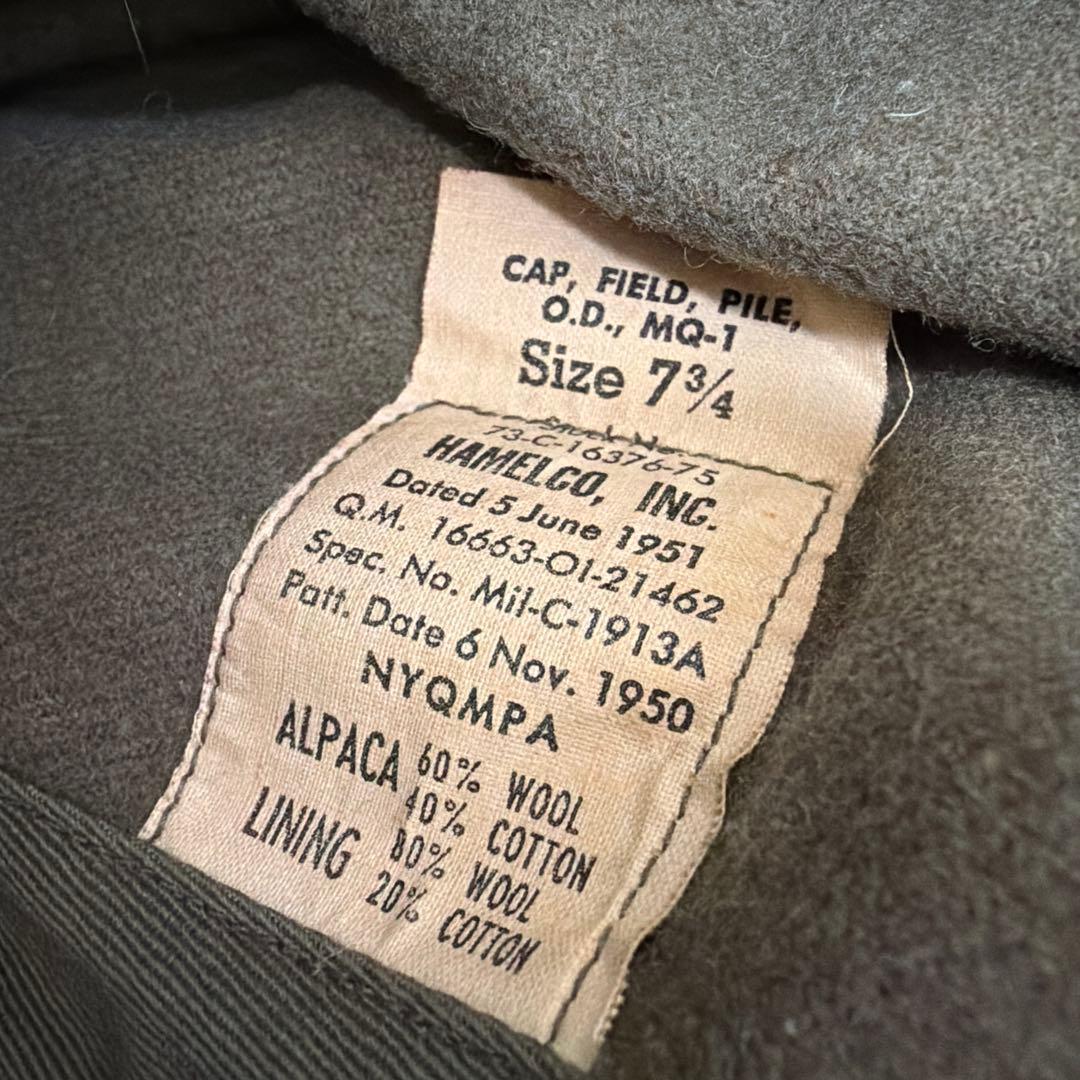 CAP, FIELD, PILE,
O.D., MQ-1
Size 7¾
73-C-16376-75
HAMELCO, INC.
Dated 5 June 1951
Q.M. 16663-OI-21462
Spec. No. Mil-C-1913A
Patt. Date 6 Nov. 1950
NYQMPA
ALPACA 60% WOOL
40% COTTON
LINING 80% WOOL
20% COTTON